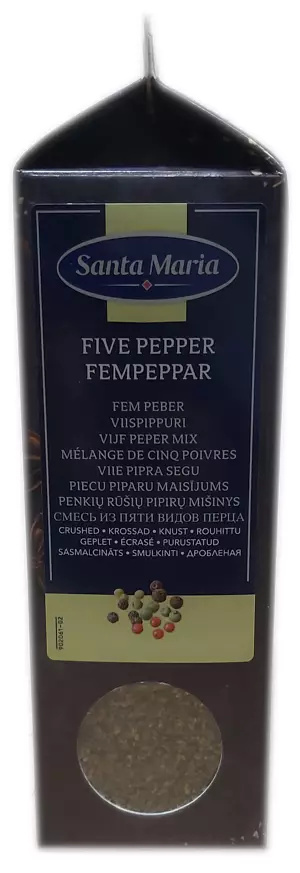 Santa Maria
FIVE PEPPER
FEMPEPPAR
FEM PEBER
VIISPIPPURI
VIJF PEPER MIX
MÉLANGE DE CINQ POIVRES
VIIE PIPRA SEGU
PIECU PIPARU MAISĪJUMS
PENKIŲ RŪŠIŲ PIPIRŲ MIŠINYS
СМЕСЬ ИЗ ПЯТИ ВИДОВ ПЕРЦА
CRUSHED • KROSSAD • KNUST • ROUHITTU
GEPLET • ÉCRASÉ • PURUSTATUD
SASMALCINĀTS • SMULKINTI • ДРОБЛЕНАЯ
902061-02